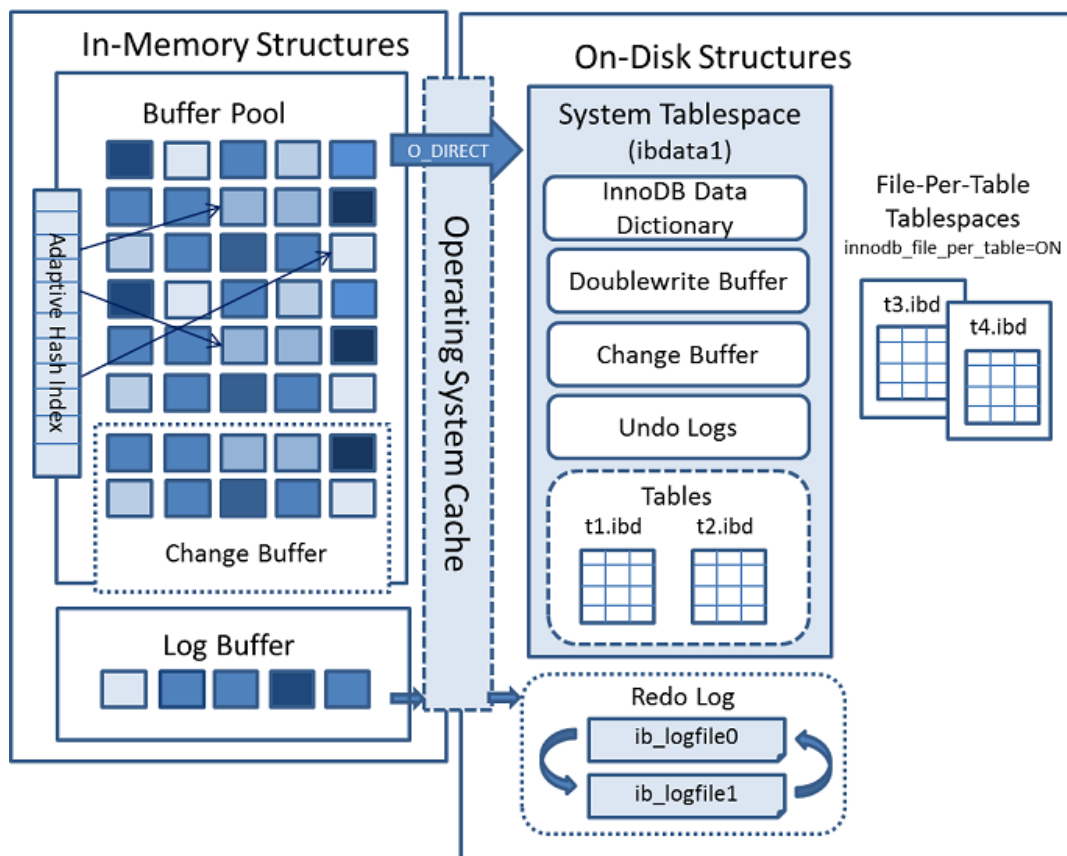 In-Memory Structures
Buffer Pool
Adaptive Hash Index
Change Buffer
Log Buffer
O_DIRECT
Operating System Cache
On-Disk Structures
System Tablespace
(ibdata1)
InnoDB Data
Dictionary
Doublewrite Buffer
Change Buffer
Undo Logs
Tables
t1.ibd
t2.ibd
File-Per-Table
Tablespaces
innodb_file_per_table=ON
t3.ibd
t4.ibd
Redo Log
ib_logfile0
ib_logfile1